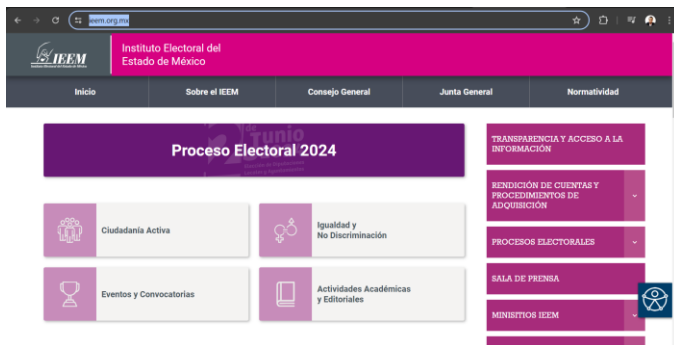 ieem.org.mx
IEEM
Instituto Electoral del
Estado de México
Inicio
Sobre el IEEM
Consejo General
Junta General
Normatividad
de
Junio
Proceso Electoral 2024
Ciudadanía Activa
Igualdad y
No Discriminación
Eventos y Convocatorias
Actividades Académicas
y Editoriales
TRANSPARENCIA Y ACCESO A LA
INFORMACIÓN
RENDICIÓN DE CUENTAS Y
PROCEDIMIENTOS DE
ADQUISICIÓN
PROCESOS ELECTORALES
SALA DE PRENSA
MINISITIOS IEEM